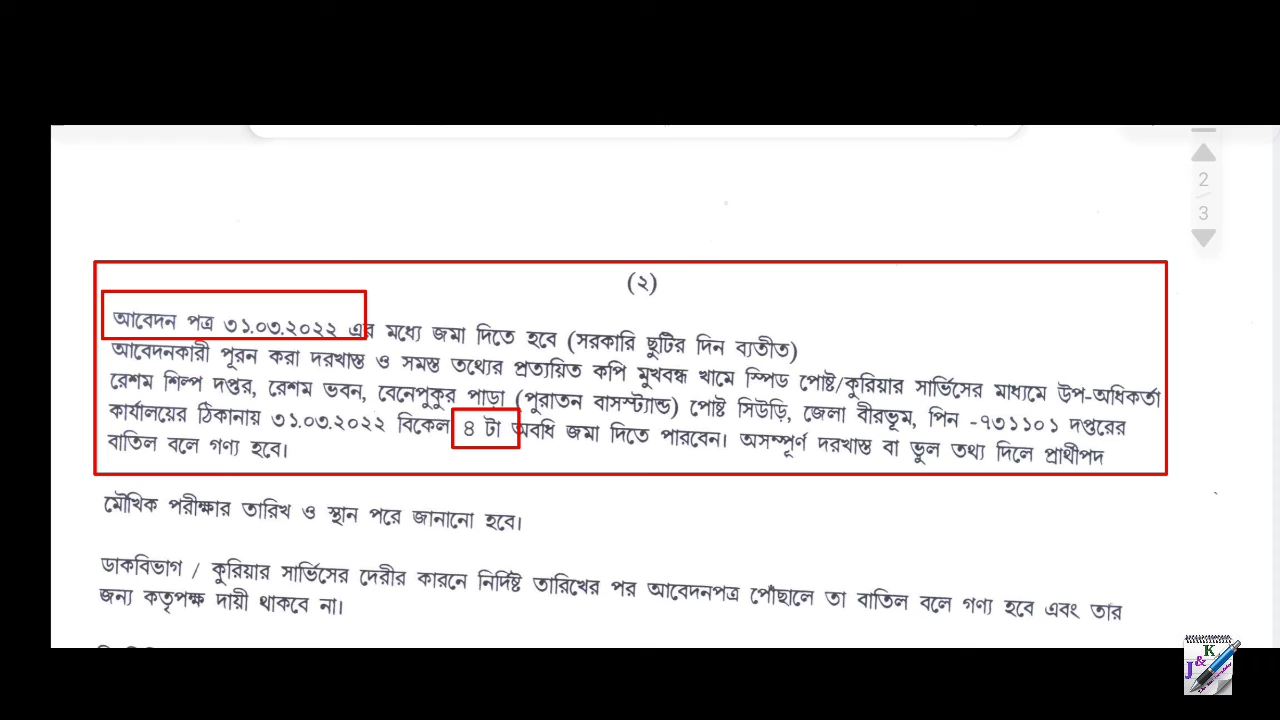 2
3
(২)
আবেদন পত্র ৩১.০৩.২০২২ এর মধ্যে জমা দিতে হবে (সরকারি ছুটির দিন ব্যতীত)
আবেদনকারী পূরন করা দরখাস্ত ও সমস্ত তথ্যের প্রত্যয়িত কপি মুখবন্ধ খামে স্পিড পোষ্ট/কুরিয়ার সার্ভিসের মাধ্যমে উপ-অধিকর্তা
রেশম শিল্প দপ্তর, রেশম ভবন, বেনেপুকুর পাড়া (পুরাতন বাসস্ট্যান্ড) পোষ্ট সিউড়ি, জেলা বীরভূম, পিন -৭৩১১০১ দপ্তরের
কার্যালয়ের ঠিকানায় ৩১.০৩.২০২২ বিকেল ৪ টা অবধি জমা দিতে পারবেন। অসম্পূর্ণ দরখাস্ত বা ভুল তথ্য দিলে প্রার্থীপদ
বাতিল বলে গণ্য হবে।
মৌখিক পরীক্ষার তারিখ ও স্থান পরে জানানো হবে।
ডাকবিভাগ / কুরিয়ার সার্ভিসের দেরীর কারনে নির্দিষ্ট তারিখের পর আবেদনপত্র পৌঁছালে তা বাতিল বলে গণ্য হবে এবং তার
জন্য কতৃপক্ষ দায়ী থাকবে না।
J&K